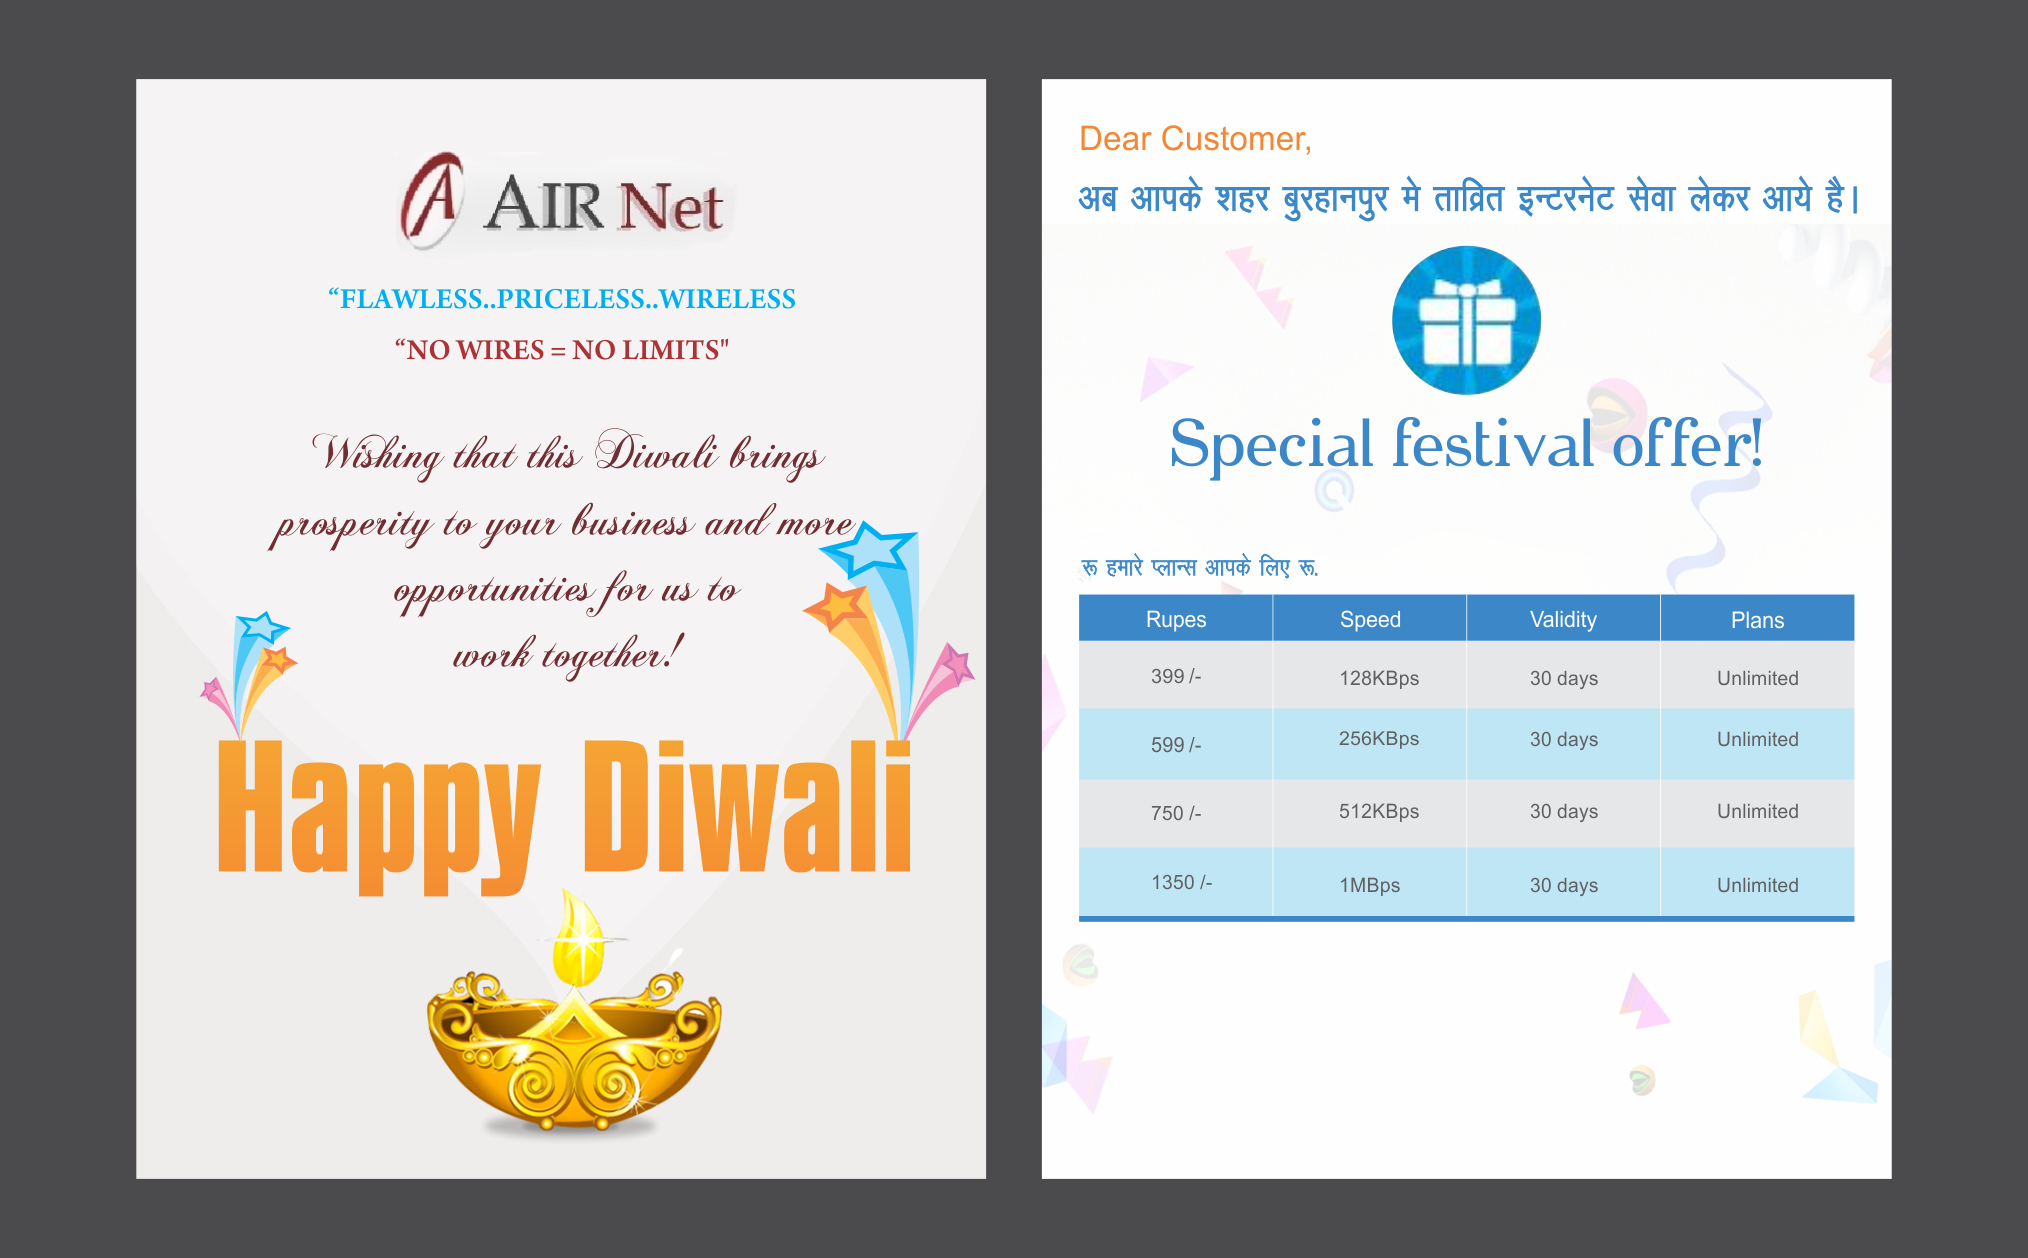 AIR Net
“FLAWLESS..PRICELESS..WIRELESS
“NO WIRES = NO LIMITS"
Wishing that this Diwali brings
prosperity to your business and more
opportunities for us to
work together!
Happy Diwali
Dear Customer,
अब आपके शहर बुरहानपुर मे ताव्रित इन्टरनेट सेवा लेकर आये है।
Special festival offer!
रू हमारे प्लान्स आपके लिए रू.
Rupes Speed Validity Plans
399 /- 128KBps 30 days Unlimited
599 /- 256KBps 30 days Unlimited
750 /- 512KBps 30 days Unlimited
1350 /- 1MBps 30 days Unlimited